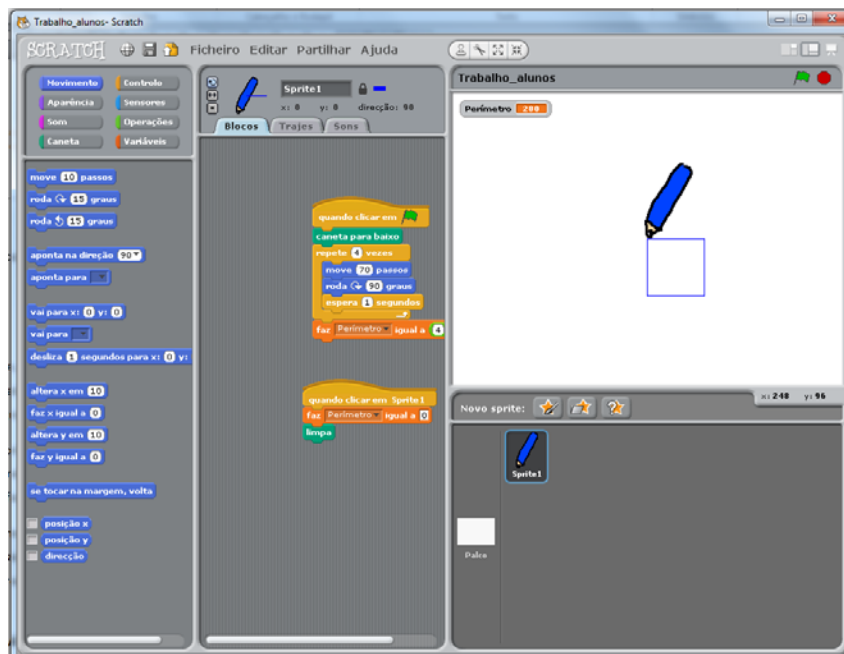 Trabalho_alunos- Scratch
SCRATCH
Ficheiro Editar Partilhar Ajuda
Movimento
Controlo
Aparência
Sensores
Som
Operações
Caneta
Variáveis
move 10 passos
roda 15 graus
roda 15 graus
aponta na direção 90
aponta para
vai para x: 0 y: 0
vai para
desliza 1 segundos para x: 0 y:
altera x em 10
faz x igual a 0
altera y em 10
faz y igual a 0
se tocar na margem, volta
posição x
posição y
direcção
Sprite1
x: 0 y: 0 direcção: 90
Blocos
Trajes
Sons
quando clicar em
caneta para baixo
repete 4 vezes
move 70 passos
roda 90 graus
espera 1 segundos
faz Perímetro igual a 4
quando clicar em Sprite1
faz Perímetro igual a 0
limpa
Trabalho_alunos
Perímetro 280
x: 248 y: 96
Novo sprite:
Sprite1
Palco